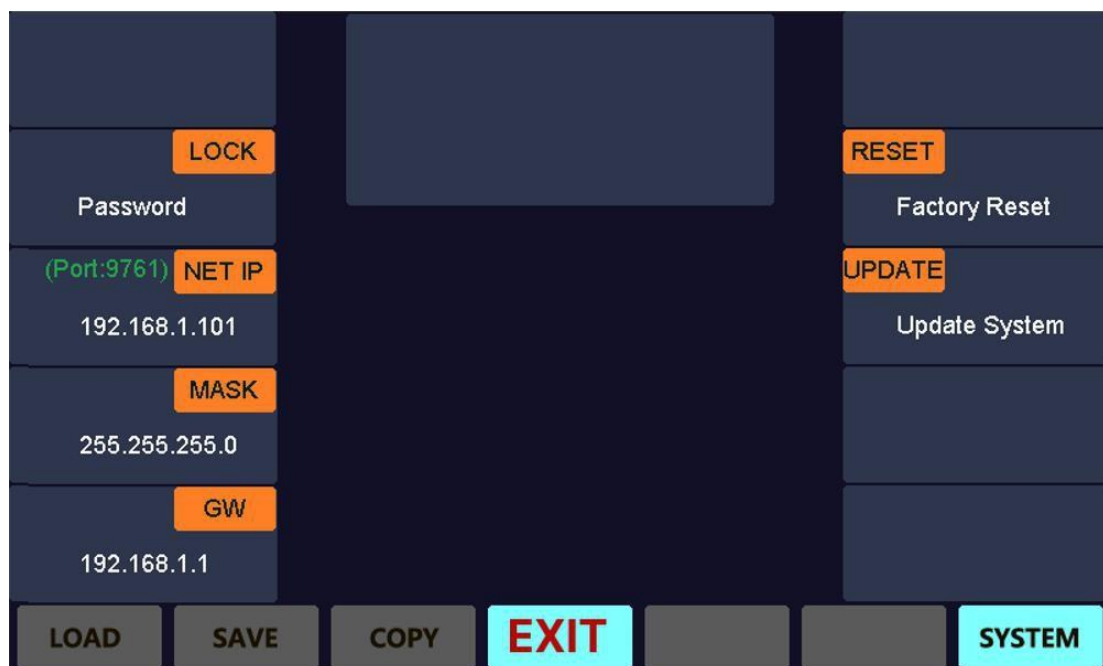 LOCK
Password
(Port:9761) NET IP
192.168.1.101
MASK
255.255.255.0
GW
192.168.1.1
RESET
Factory Reset
UPDATE
Update System
LOAD SAVE COPY EXIT SYSTEM